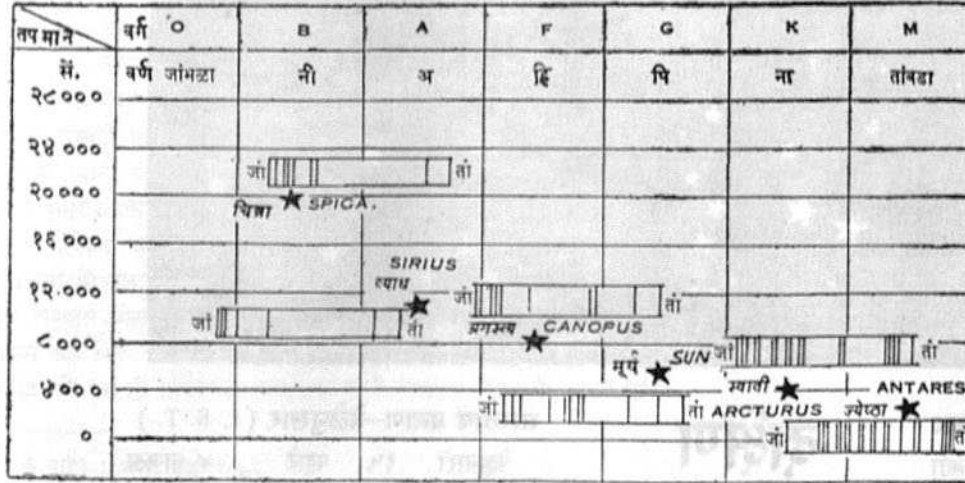 तपमाने वर्ग O B A F G K M
सें. वर्ण जांभळा नी अ हि पि ना तांबडा
२८०००
२४०००
जां तां
२००००
चित्रा SPICA.
१६०००
SIRIUS
व्याध
१२०००
जां तां
जां तां
अगस्त्य CANOPUS
८०००
सूर्य SUN जां तां
४०००
स्वाती ANTARES
जां तां ARCTURUS ज्येष्ठा
०
जां तां